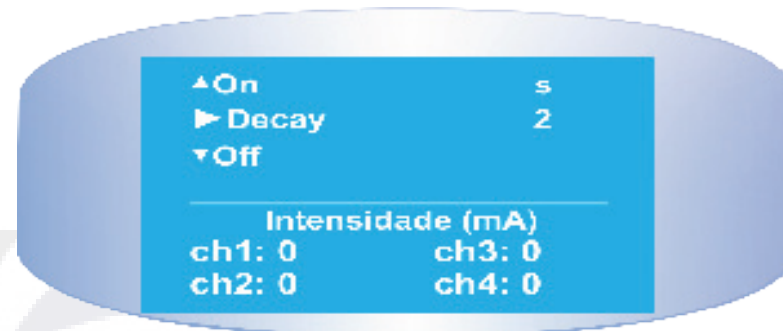 ▲On s
►Decay 2
▼Off
Intensidade (mA)
ch1: 0 ch3: 0
ch2: 0 ch4: 0